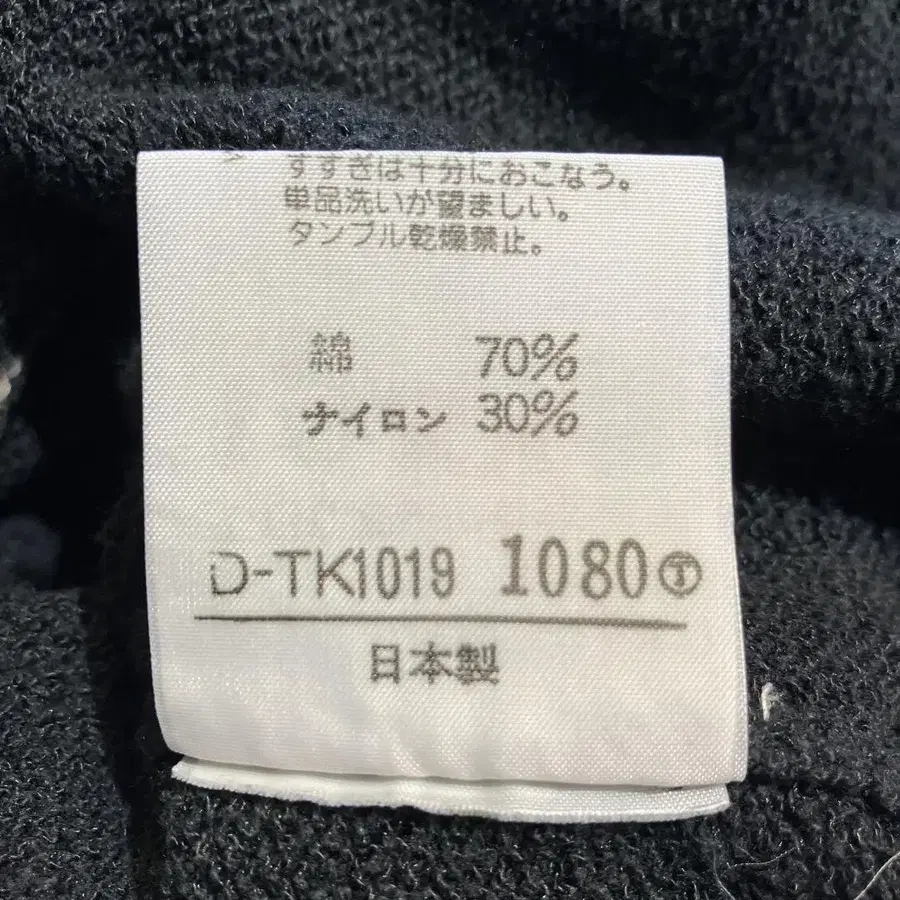 すすぎは十分におこなう。
単品洗いが望ましい。
タンブル乾燥禁止。
綿 70%
ナイロン 30%
D-TK1019 1080Ⓣ
日本製